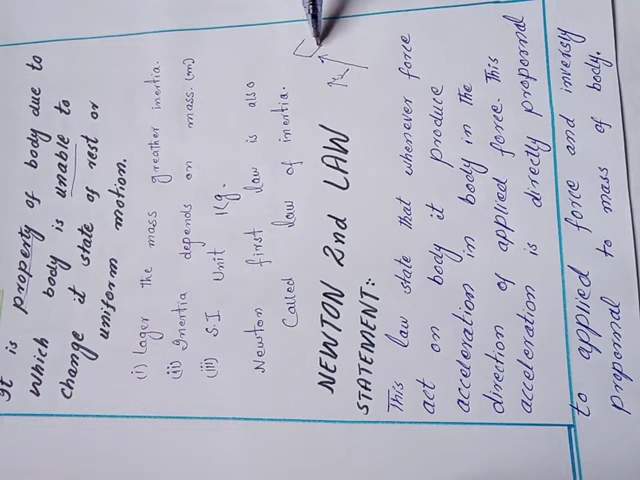 It is property of body due to
which body is unable to
change it state of rest or
uniform motion.
(i) Lager the mass greather inertia.
(ii) Inertia depends on mass. (m)
(iii) S.I Unit Kg.
Newton first law is also
Called law of inertia.
NEWTON 2nd LAW
STATEMENT:
This law state that whenever force
act on body it produce
acceleration in body in the
direction of applied force. This
acceleration is directly propornal
to applied force and inversy
propornal to mass of body.